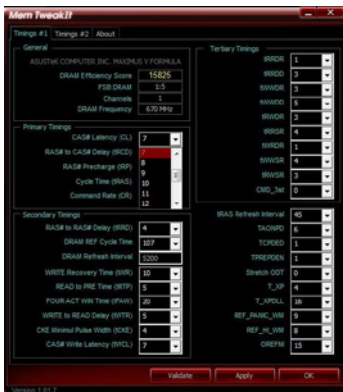 Mem TweakIt
Timings #1 Timings #2 About
General
ASUSTeK COMPUTER INC. MAXIMUS V FORMULA
DRAM Efficiency Score 15825
FSB:DRAM 1:5
Channels 1
DRAM Frequency 670 MHz
Primary Timings
CAS# Latency (CL) 7
RAS# to CAS# Delay (tRCD) 7
8
RAS# Precharge (tRP) 9
Cycle Time (tRAS) 10
Command Rate (CR) 11
12
Secondary Timings
RAS# to RAS# Delay (tRRD) 4
DRAM REF Cycle Time 107
DRAM Refresh Interval 5200
WRITE Recovery Time (tWR) 10
READ to PRE Time (tRTP) 5
FOUR ACT WIN Time (tFAW) 20
WRITE to READ Delay (tWTR) 5
CKE Minimul Pulse Width (tCKE) 4
CAS# Write Latency (tWCL) 7
Tertiary Timings
tRRDR 1
tRRDD 3
tWWDR 3
tWWDD 5
tRWDR 3
tRRSR 4
tWRDR 1
tWWSR 4
tRWSR 3
CMD_3st 0
tRAS Refresh Interval 45
TAONPD 6
TCPDED 1
TPREPDEN 1
Stretch ODT 0
T_XP 4
T_XPDLL 16
REF_PANIC_WM 9
REF_HI_WM 8
OREFNI 15
Validate Apply OK
Version 1.01.7